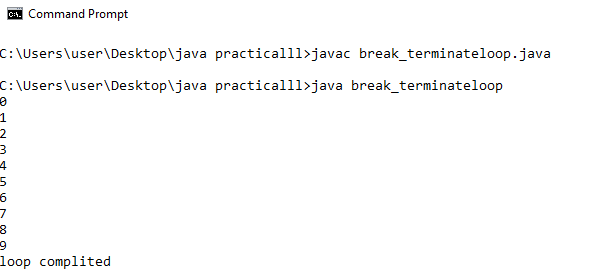 Command Prompt
C:\Users\user\Desktop\java practicalll>javac break_terminateloop.java
C:\Users\user\Desktop\java practicalll>java break_terminateloop
0
1
2
3
4
5
6
7
8
9
loop complited